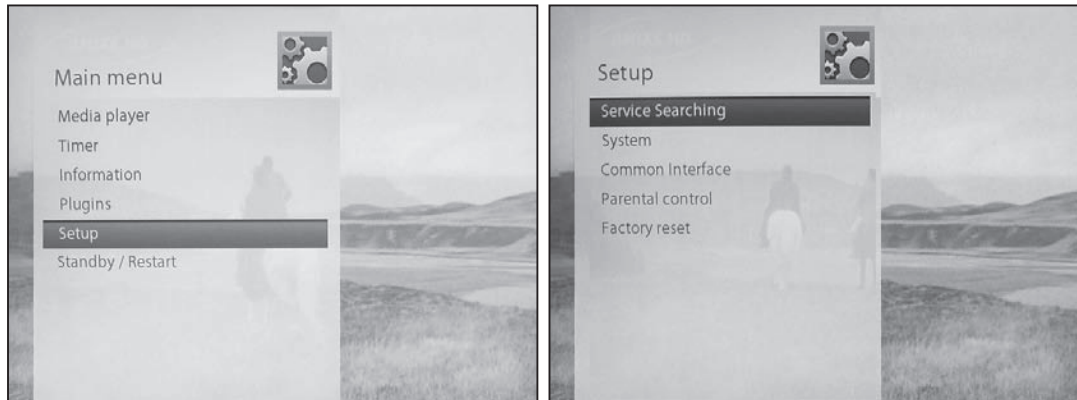 Main menu
Media player
Timer
Information
Plugins
Setup
Standby / Restart
Setup
Service Searching
System
Common Interface
Parental control
Factory reset